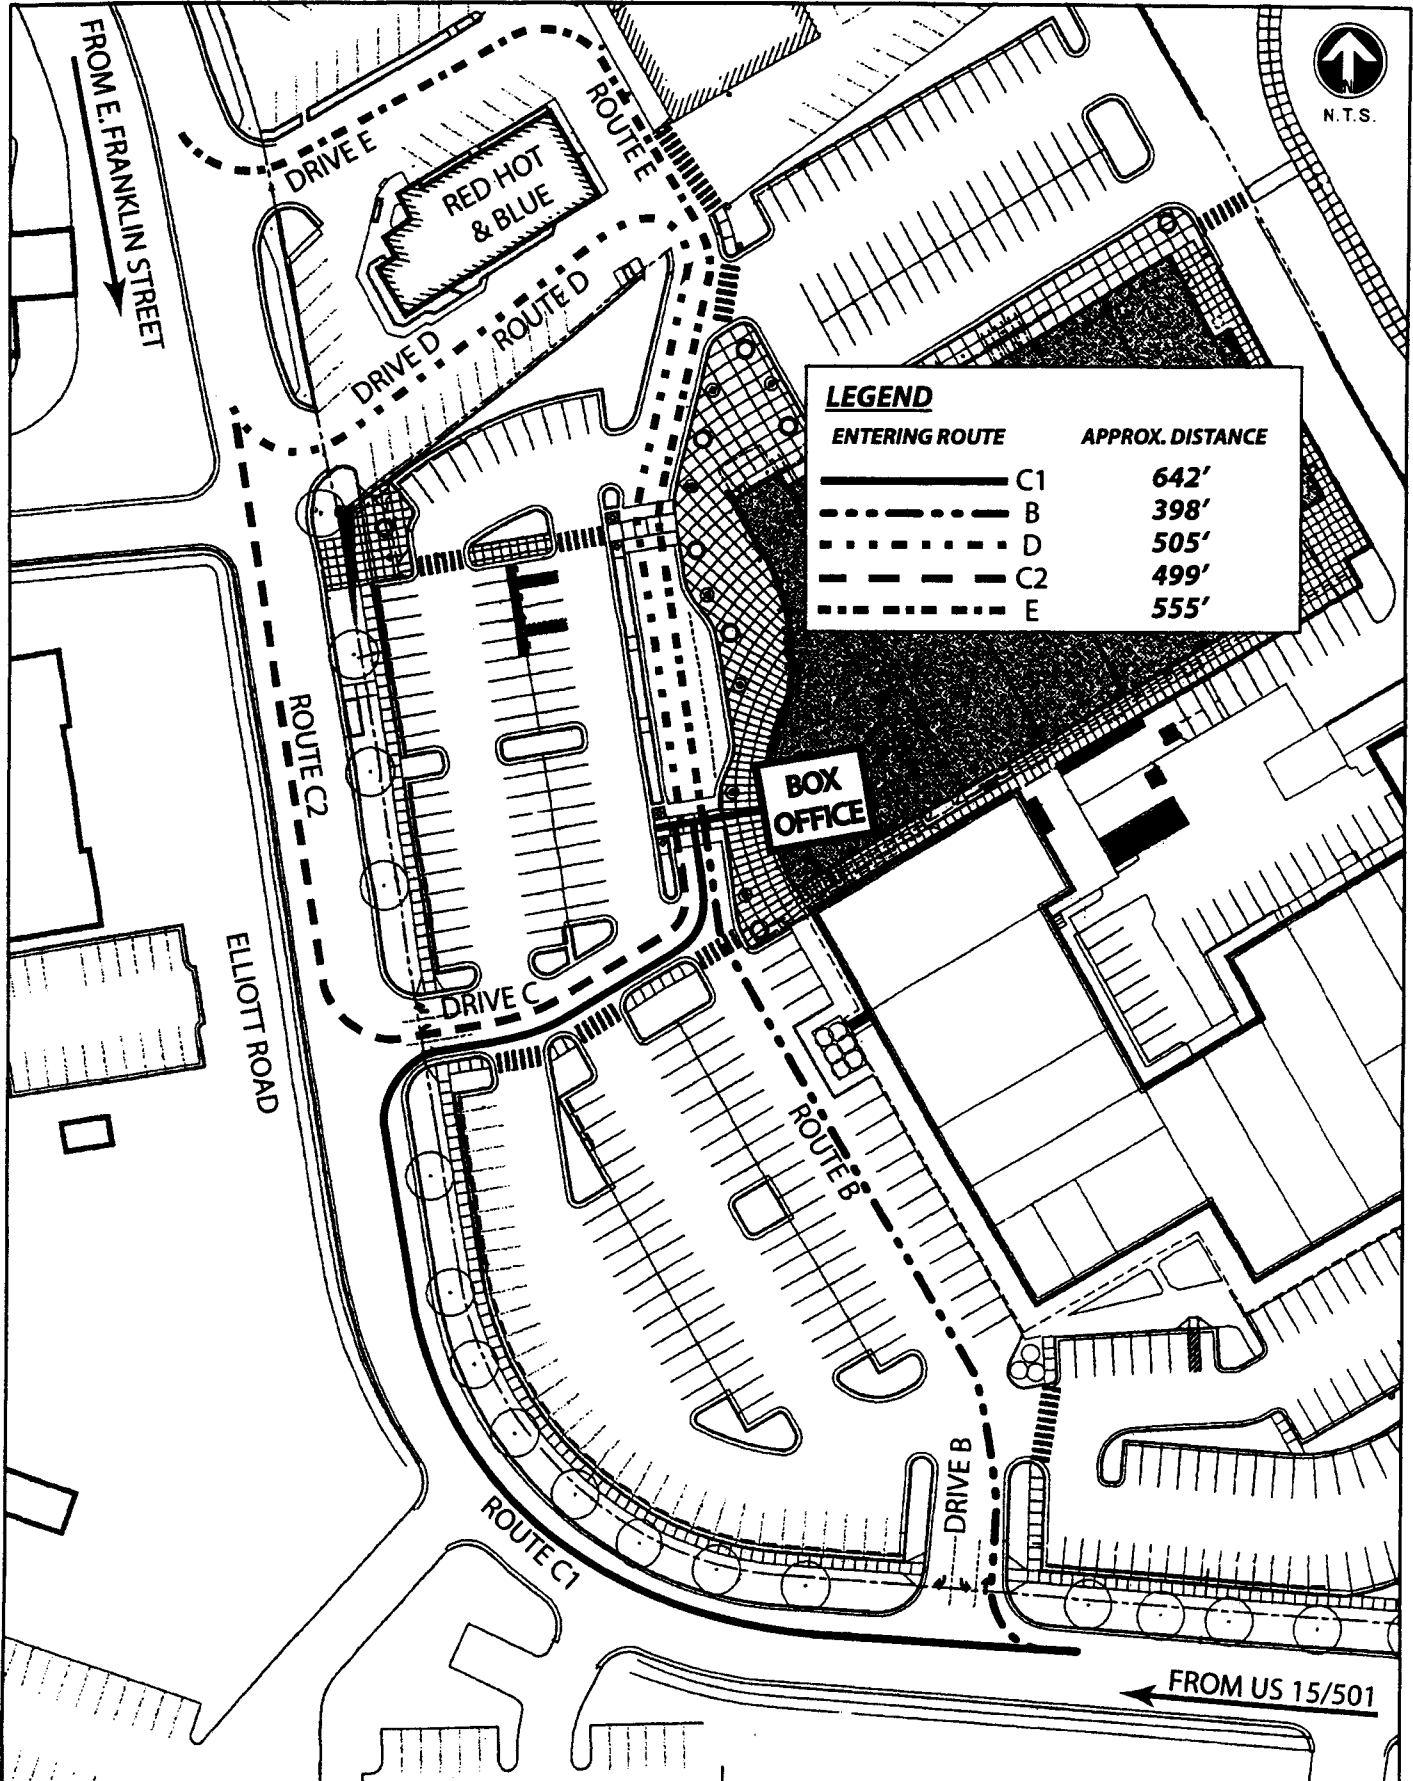 FROM E. FRANKLIN STREET
N
N.T.S.
DRIVE E
ROUTE E
RED HOT
& BLUE
ROUTE D
DRIVE D
LEGEND
ENTERING ROUTE APPROX. DISTANCE
C1 642'
B 398'
D 505'
C2 499'
E 555'
ROUTE C2
BOX
OFFICE
ELLIOTT ROAD
DRIVE C
ROUTE B
DRIVE B
ROUTE C1
FROM US 15/501